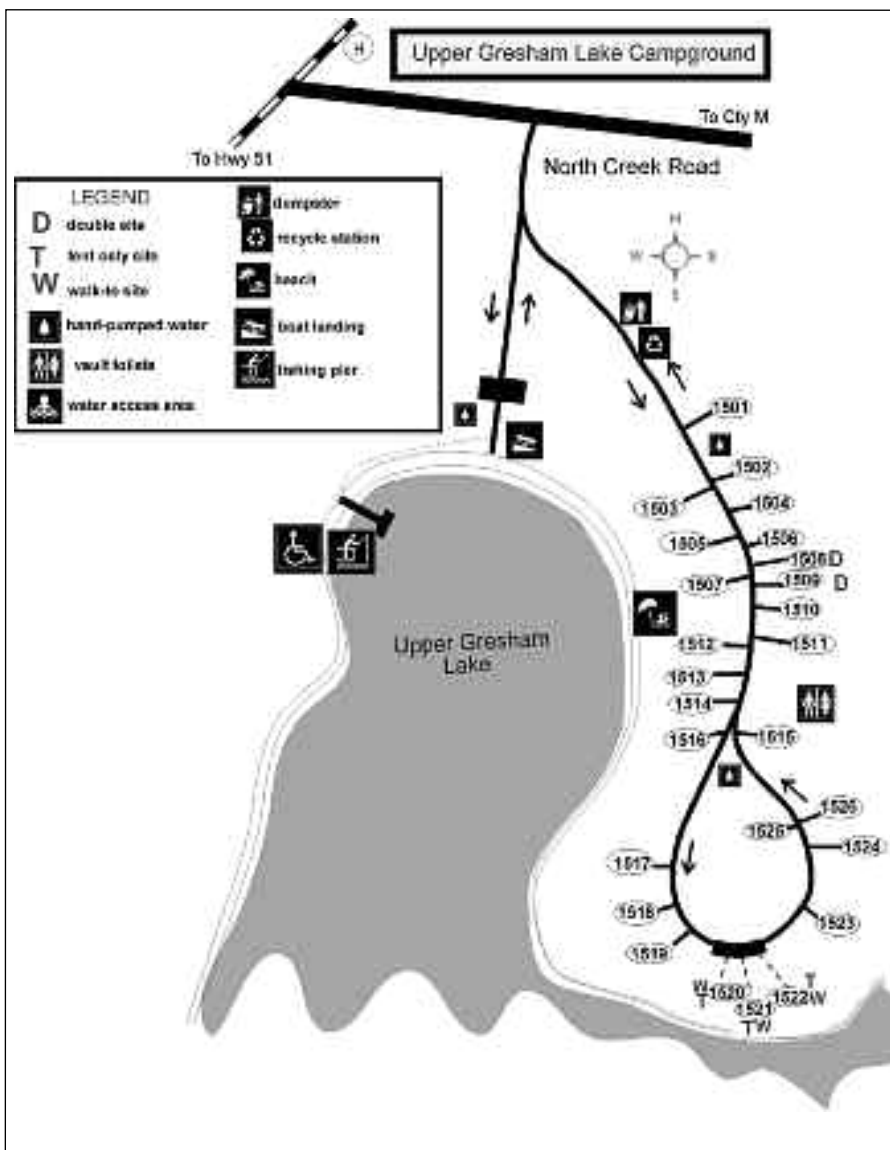 H
Upper Gresham Lake Campground
To Cty M
To Hwy 51
North Creek Road
LEGEND
D double site
T tent only site
W walk-to site
hand-pumped water
vault toilets
water access area
dumpster
recycle station
beach
boat landing
fishing pier
N
W
S
1501
1502
1503
1504
1505
1506
1507
1508 D
1509 D
1510
1511
1512
1513
1514
1515
1516
Upper Gresham
Lake
1526
1525
1524
1517
1518
1523
1519
W
T
1520
1521
T W
1522
T
W